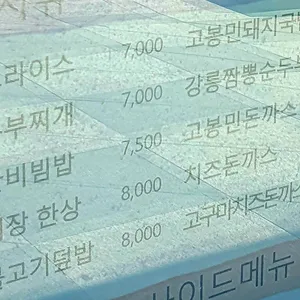 7,000 고봉민돼지국
라이스 7,000 강릉짬뽕순두부
부찌개 7,500 고봉민돈까스
비빔밥 8,000 치즈돈까스
장 한상 8,000 고구마치즈돈까스
불고기덮밥
사이드메뉴